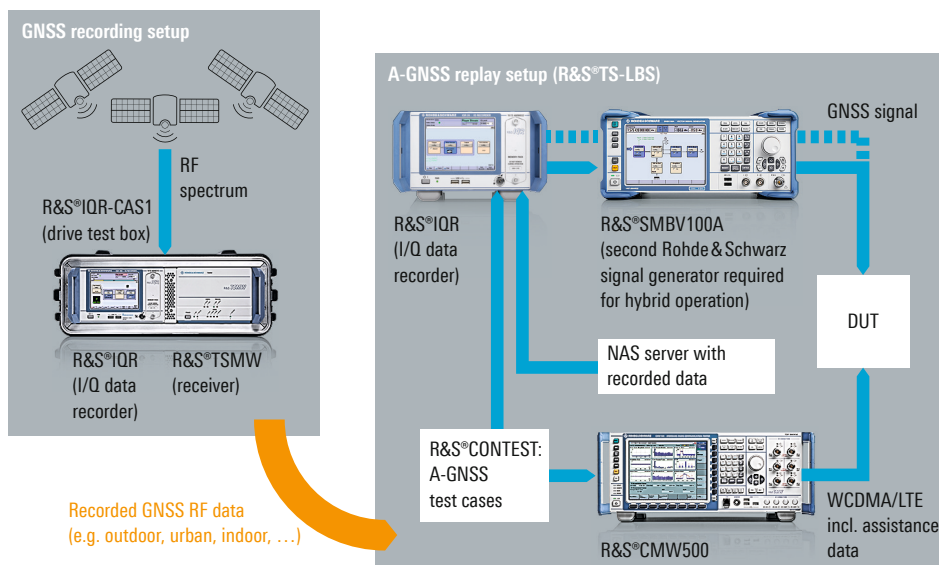 GNSS recording setup
RF
spectrum
R&S®IQR-CAS1
(drive test box)
R&S®IQR
(I/Q data
recorder)
R&S®TSMW
(receiver)
Recorded GNSS RF data
(e.g. outdoor, urban, indoor, …)
A-GNSS replay setup (R&S®TS-LBS)
GNSS signal
R&S®IQR
(I/Q data
recorder)
R&S®SMBV100A
(second Rohde & Schwarz
signal generator required
for hybrid operation)
DUT
NAS server with
recorded data
R&S®CONTEST:
A-GNSS
test cases
R&S®CMW500
WCDMA/LTE
incl. assistance
data